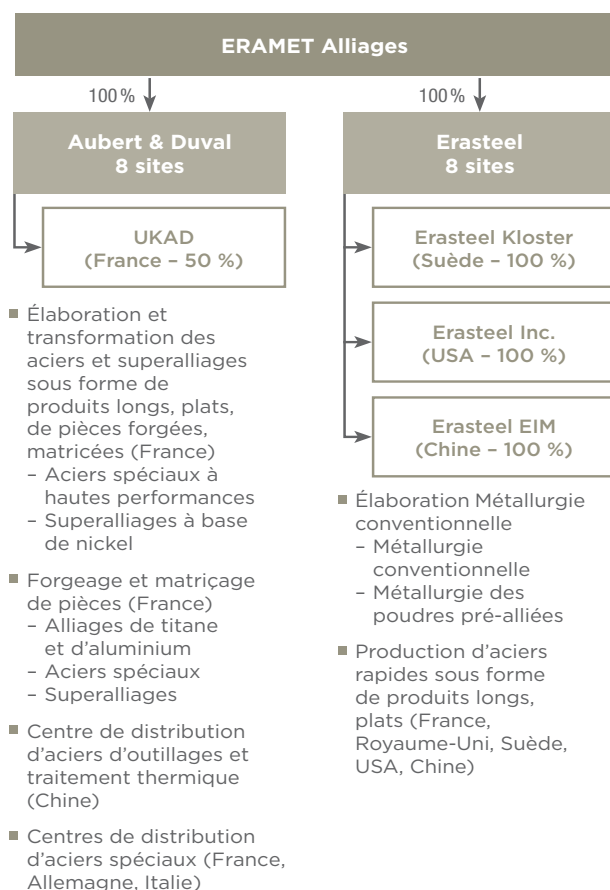 ERAMET Alliages
100 %
Aubert & Duval
8 sites
UKAD
(France – 50 %)
■ Élaboration et
transformation des
aciers et superalliages
sous forme de
produits longs, plats,
de pièces forgées,
matricées (France)
– Aciers spéciaux à
hautes performances
– Superalliages à base
de nickel
■ Forgeage et matriçage
de pièces (France)
– Alliages de titane
et d’aluminium
– Aciers spéciaux
– Superalliages
■ Centre de distribution
d’aciers d’outillages et
traitement thermique
(Chine)
■ Centres de distribution
d’aciers spéciaux (France,
Allemagne, Italie)
100 %
Erasteel
8 sites
Erasteel Kloster
(Suède – 100 %)
Erasteel Inc.
(USA – 100 %)
Erasteel EIM
(Chine – 100 %)
■ Élaboration Métallurgie
conventionnelle
– Métallurgie
conventionnelle
– Métallurgie des
poudres pré-alliées
■ Production d’aciers
rapides sous forme
de produits longs,
plats (France,
Royaume-Uni, Suède,
USA, Chine)